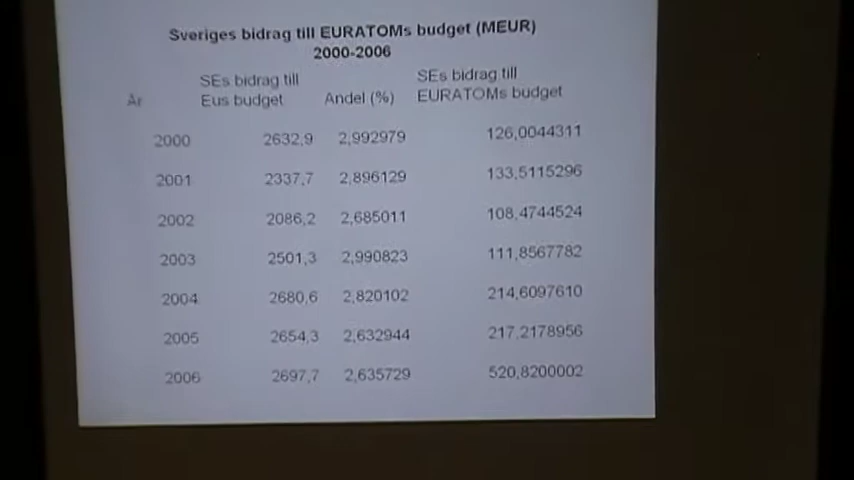 Sveriges bidrag till EURATOMs budget (MEUR)
2000-2006
År SEs bidrag till Eus budget Andel (%) SEs bidrag till EURATOMs budget
2000 2632,9 2,992979 126,0044311
2001 2337,7 2,896129 133,5115296
2002 2086,2 2,685011 108,4744524
2003 2501,3 2,990823 111,8567782
2004 2680,6 2,820102 214,6097610
2005 2654,3 2,632944 217,2178956
2006 2697,7 2,635729 520,8200002